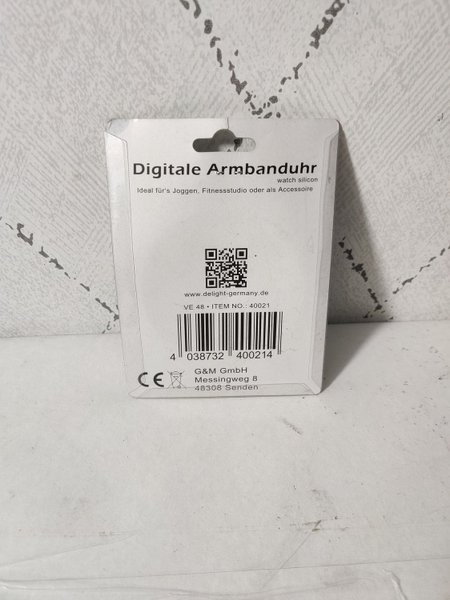 Digitale Armbanduhr
watch silicon
Ideal für's Joggen, Fitnessstudio oder als Accessoire
www.delight-germany.de
VE 48 • ITEM NO.: 40021
4 038732 400214
CE
G&M GmbH
Messingweg 8
48308 Senden